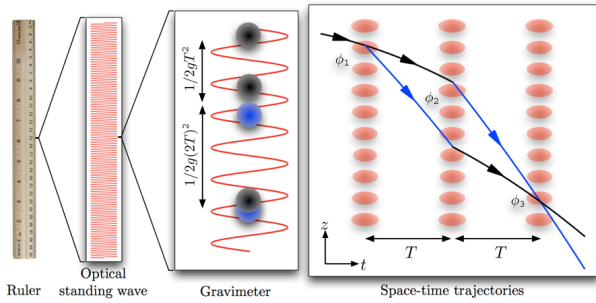 1/2gT²
1/2g(2T)²
ϕ₁
ϕ₂
ϕ₃
z
t
T
T
Ruler
Optical
standing wave
Gravimeter
Space-time trajectories